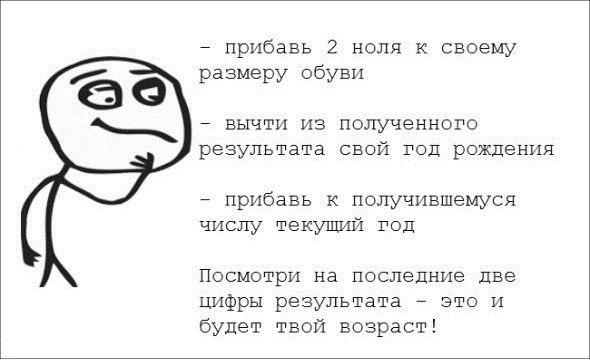 - прибавь 2 ноля к своему
размеру обуви
- вычти из полученного
результата свой год рождения
- прибавь к получившемуся
числу текущий год
Посмотри на последние две
цифры результата - это и
будет твой возраст!